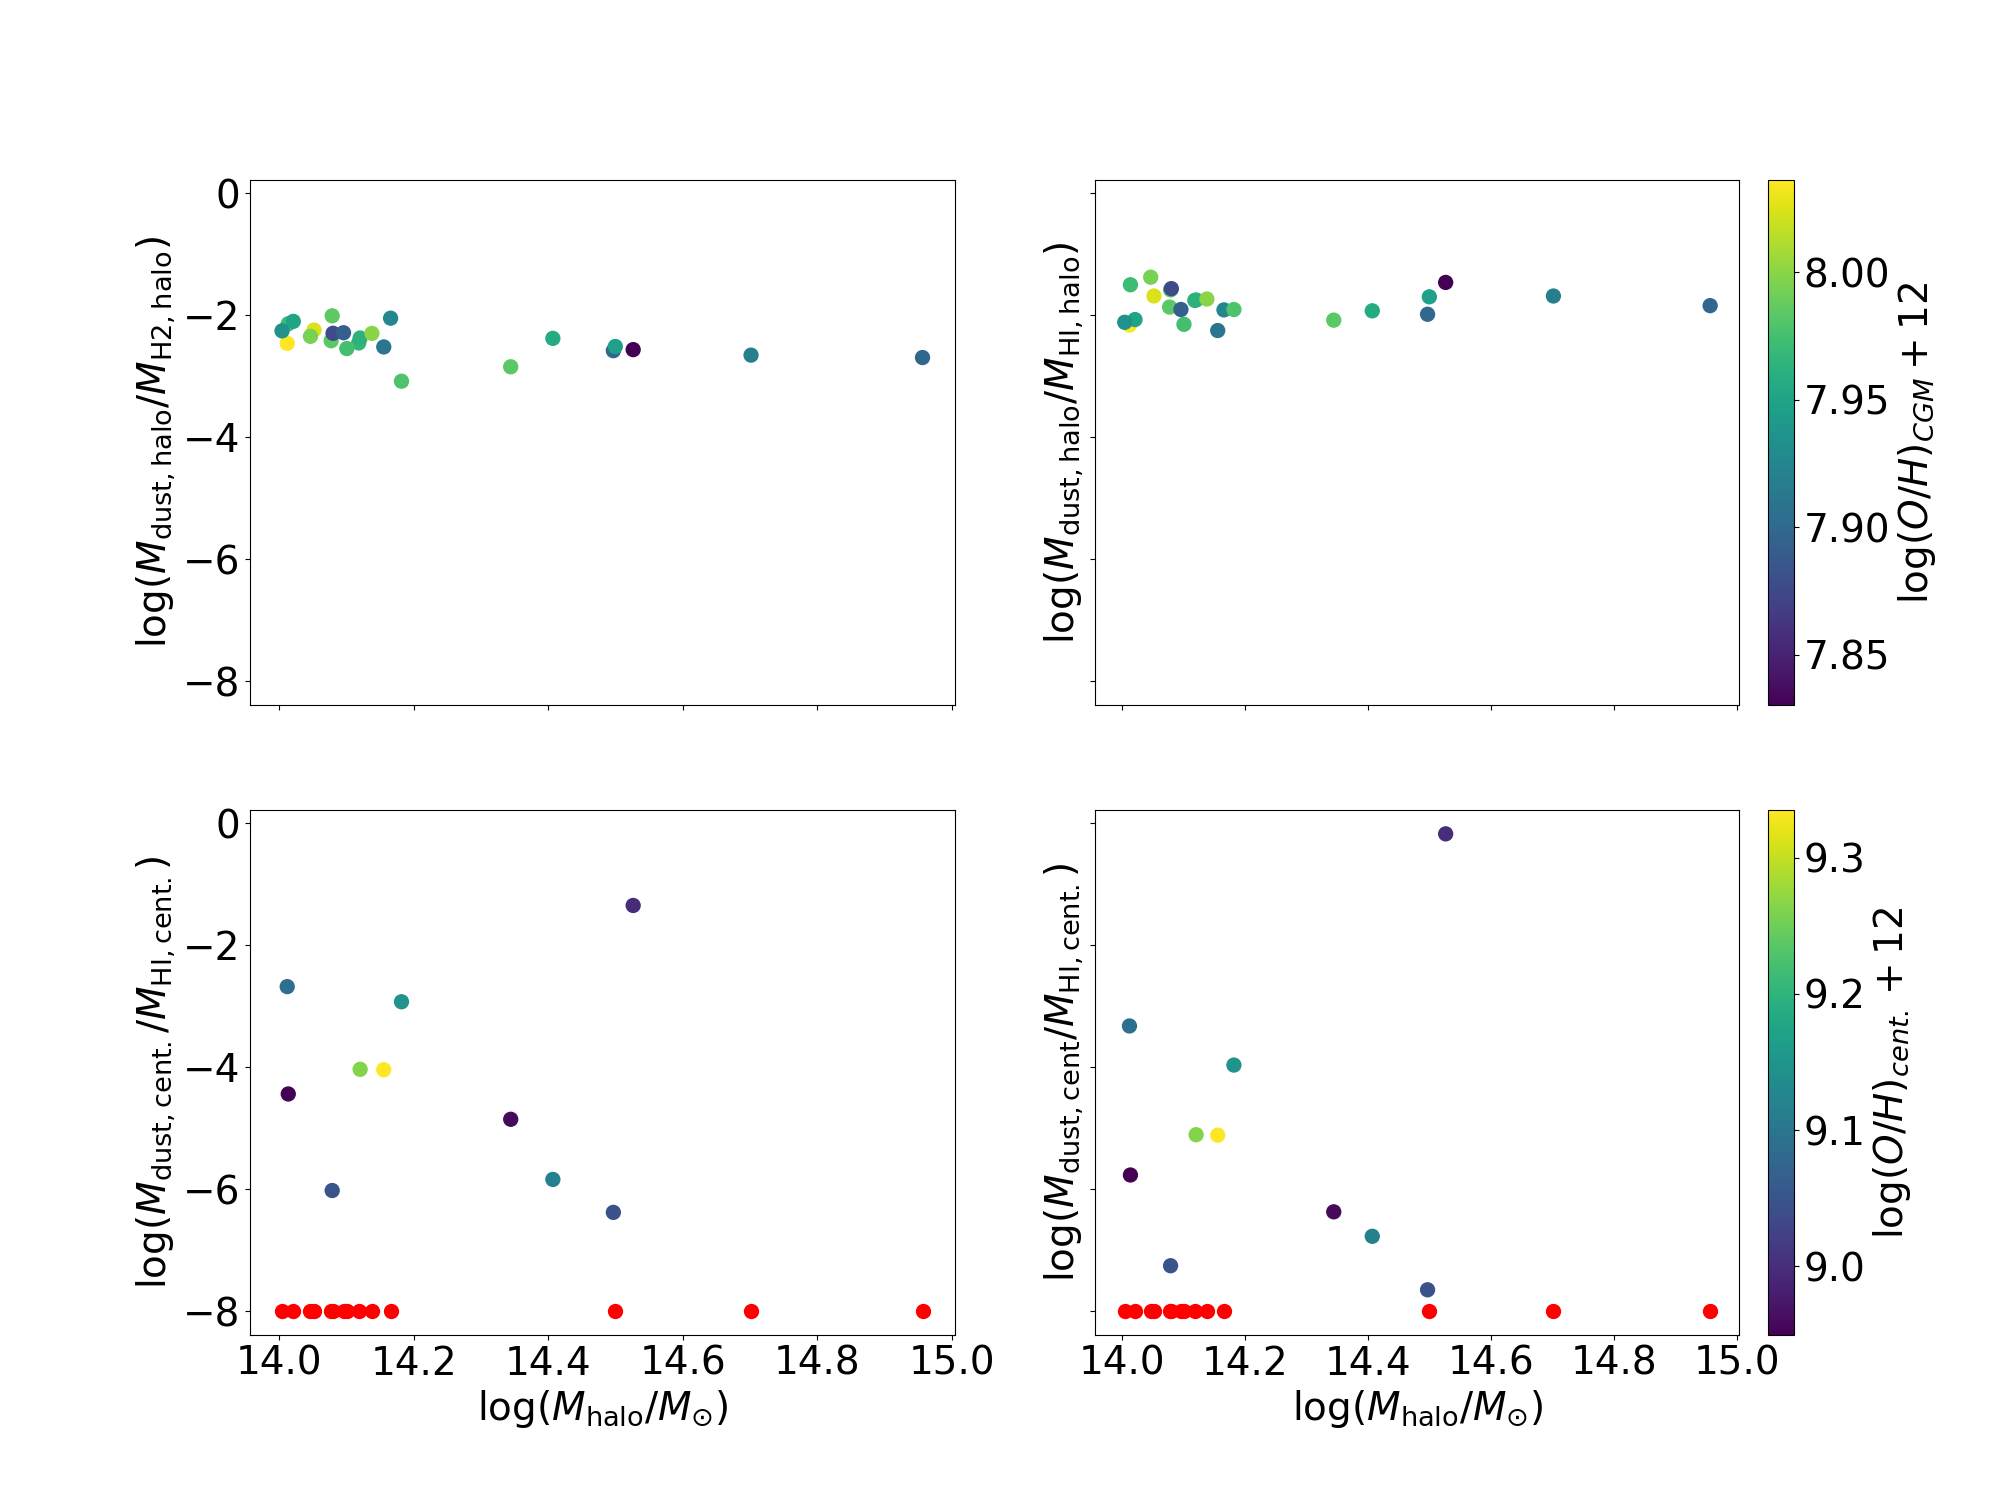 0
−2
−4
−6
−8
log(M_dust, halo/M_H2, halo)
log(M_dust, halo/M_HI, halo)
8.00
7.95
7.90
7.85
log(O/H)_CGM + 12
0
−2
−4
−6
−8
log(M_dust, cent./M_HI, cent.)
14.0 14.2 14.4 14.6 14.8 15.0
log(M_halo/M_⊙)
log(M_dust, cent/M_HI, cent.)
14.0 14.2 14.4 14.6 14.8 15.0
log(M_halo/M_⊙)
9.3
9.2
9.1
9.0
log(O/H)_cent. + 12